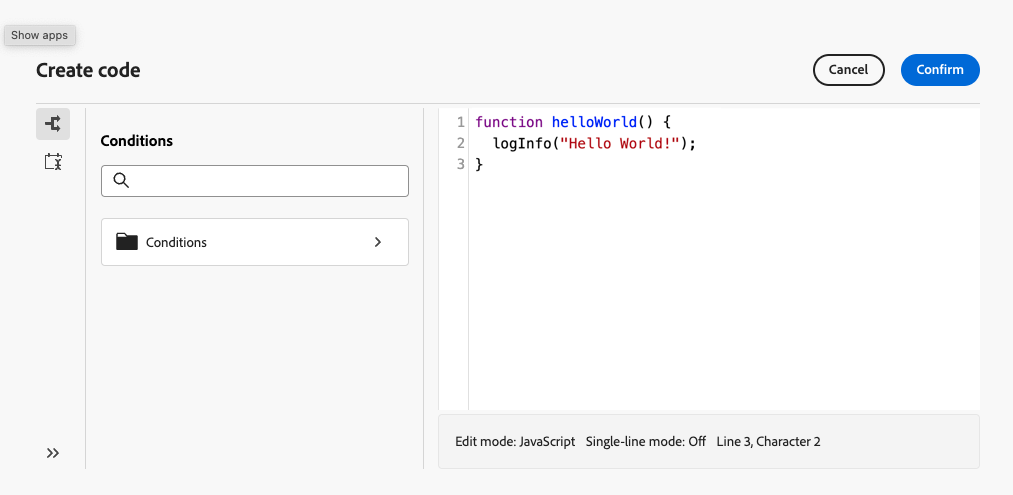 Show apps
Create code
Cancel
Confirm
Conditions
Conditions
1 function helloWorld() {
2   logInfo("Hello World!");
3 }
Edit mode: JavaScript Single-line mode: Off Line 3, Character 2